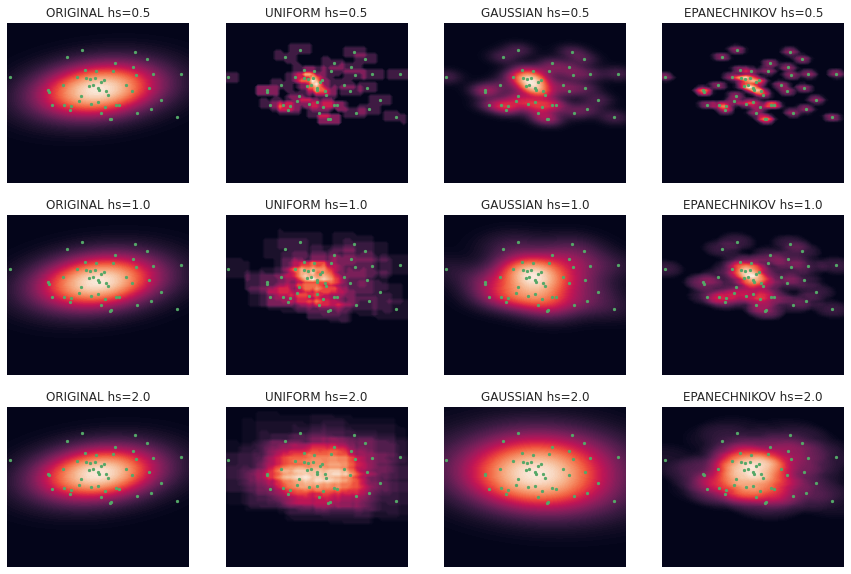 ORIGINAL hs=0.5
UNIFORM hs=0.5
GAUSSIAN hs=0.5
EPANECHNIKOV hs=0.5
ORIGINAL hs=1.0
UNIFORM hs=1.0
GAUSSIAN hs=1.0
EPANECHNIKOV hs=1.0
ORIGINAL hs=2.0
UNIFORM hs=2.0
GAUSSIAN hs=2.0
EPANECHNIKOV hs=2.0